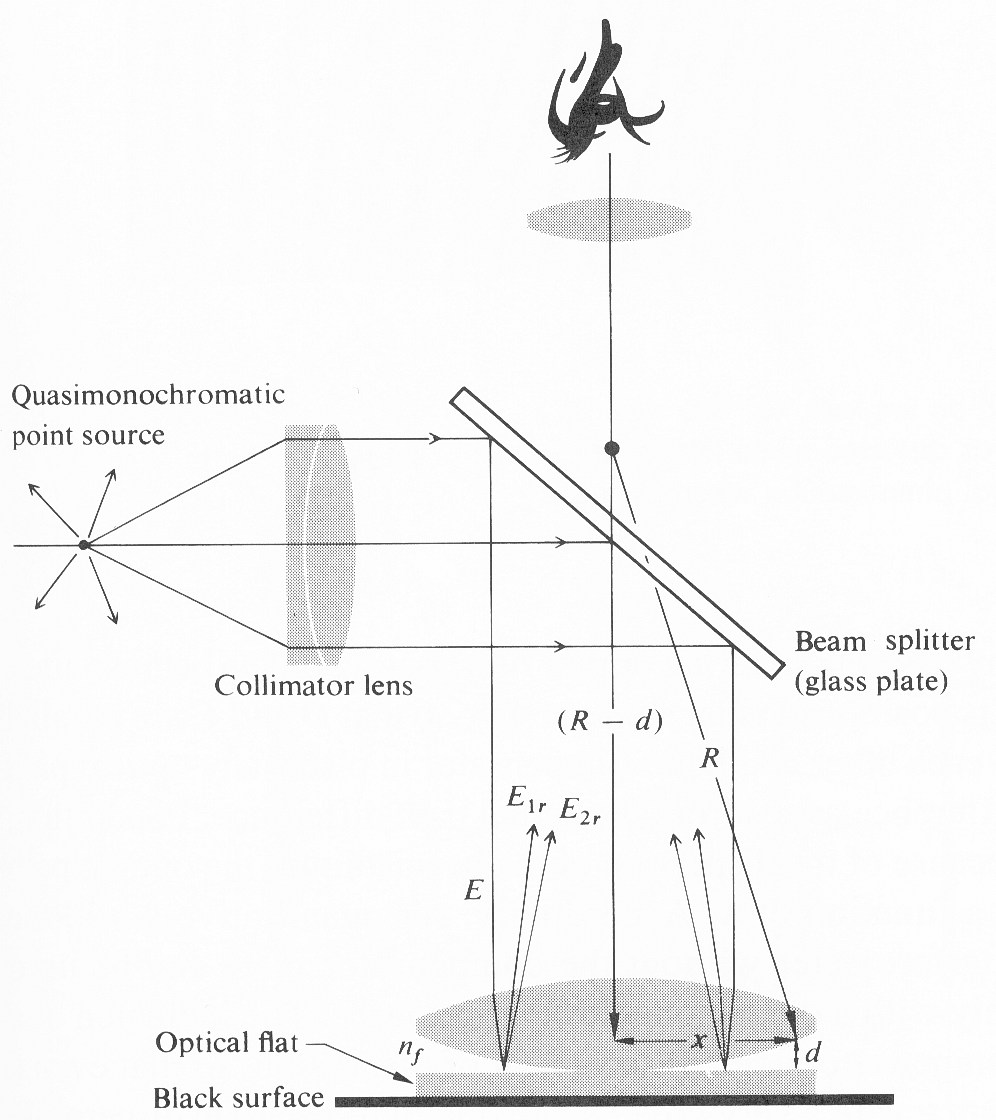 Quasimonochromatic
point source
Collimator lens
Beam splitter
(glass plate)
(R – d)
R
E1r E2r
E
x
d
nf
Optical flat
Black surface